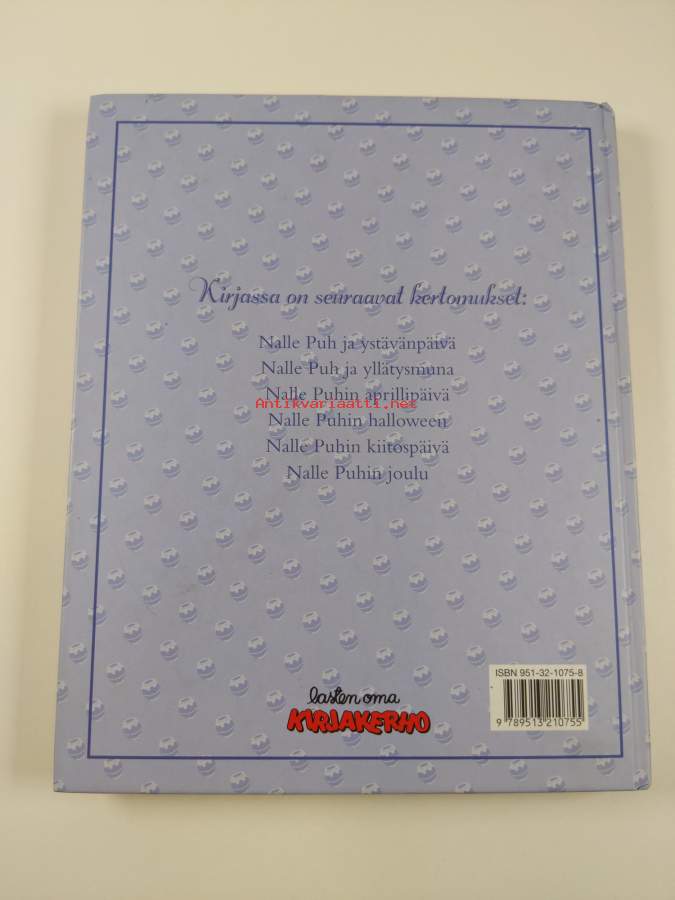 Kirjassa on seuraavat kertomukset:
Nalle Puh ja ystävänpäivä
Nalle Puh ja yllätysmuna
Nalle Puhin aprillipäivä
Antikvariaatti.net
Nalle Puhin halloween
Nalle Puhin kiitospäivä
Nalle Puhin joulu
ISBN 951-32-1075-8
9 789513 210755
lasten oma
KIRJAKERHO